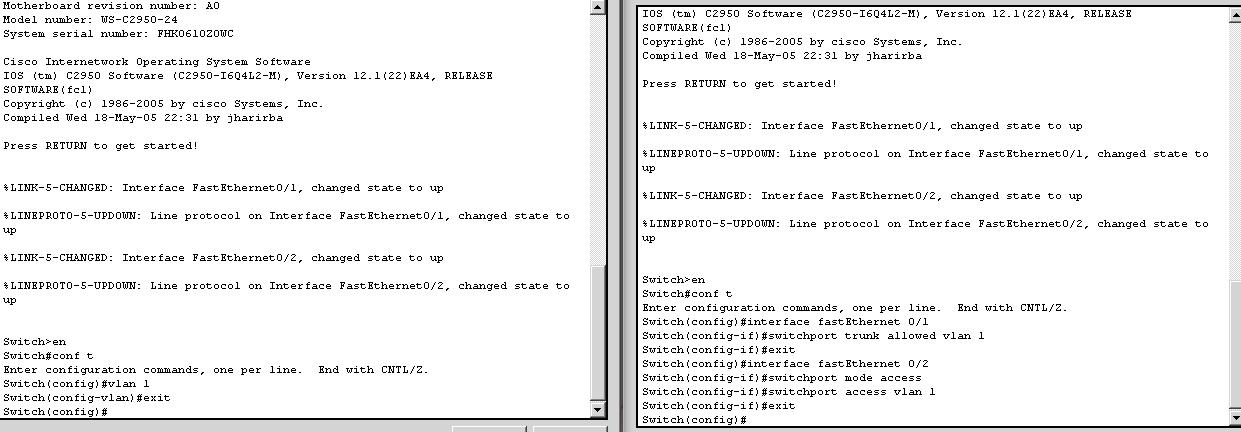 Motherboard revision number: A0
Model number: WS-C2950-24
System serial number: FHK0610Z0WC
Cisco Internetwork Operating System Software
IOS (tm) C2950 Software (C2950-I6Q4L2-M), Version 12.1(22)EA4, RELEASE
SOFTWARE(fc1)
Copyright (c) 1986-2005 by cisco Systems, Inc.
Compiled Wed 18-May-05 22:31 by jharirba
Press RETURN to get started!
%LINK-5-CHANGED: Interface FastEthernet0/1, changed state to up
%LINEPROTO-5-UPDOWN: Line protocol on Interface FastEthernet0/1, changed state to
up
%LINK-5-CHANGED: Interface FastEthernet0/2, changed state to up
%LINEPROTO-5-UPDOWN: Line protocol on Interface FastEthernet0/2, changed state to
up
Switch>en
Switch#conf t
Enter configuration commands, one per line.  End with CNTL/Z.
Switch(config)#vlan 1
Switch(config-vlan)#exit
Switch(config)#
IOS (tm) C2950 Software (C2950-I6Q4L2-M), Version 12.1(22)EA4, RELEASE
SOFTWARE(fc1)
Copyright (c) 1986-2005 by cisco Systems, Inc.
Compiled Wed 18-May-05 22:31 by jharirba
Press RETURN to get started!
%LINK-5-CHANGED: Interface FastEthernet0/1, changed state to up
%LINEPROTO-5-UPDOWN: Line protocol on Interface FastEthernet0/1, changed state to
up
%LINK-5-CHANGED: Interface FastEthernet0/2, changed state to up
%LINEPROTO-5-UPDOWN: Line protocol on Interface FastEthernet0/2, changed state to
up
Switch>en
Switch#conf t
Enter configuration commands, one per line.  End with CNTL/Z.
Switch(config)#interface fastEthernet 0/1
Switch(config-if)#switchport trunk allowed vlan 1
Switch(config-if)#exit
Switch(config)#interface fastEthernet 0/2
Switch(config-if)#switchport mode access
Switch(config-if)#switchport access vlan 1
Switch(config-if)#exit
Switch(config)#